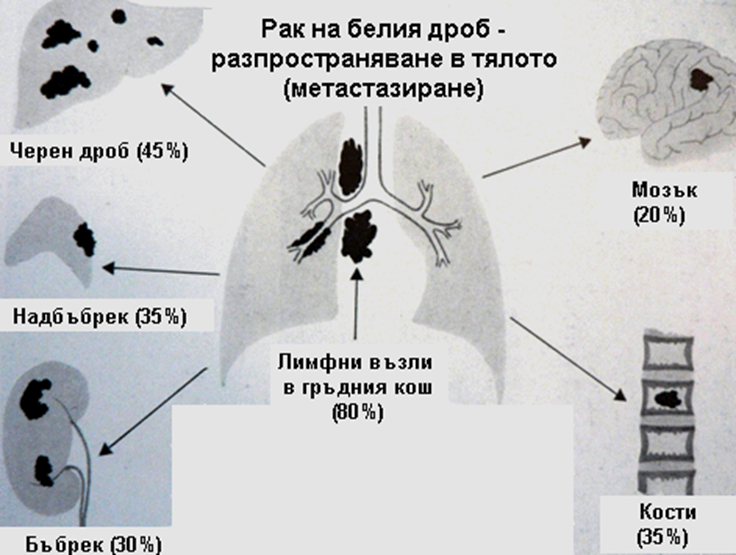 Рак на белия дроб -
разпространяване в тялото
(метастазиране)
Черен дроб (45%)
Мозък
(20%)
Надбъбрек (35%)
Лимфни възли
в гръдния кош
(80%)
Кости
(35%)
Бъбрек (30%)